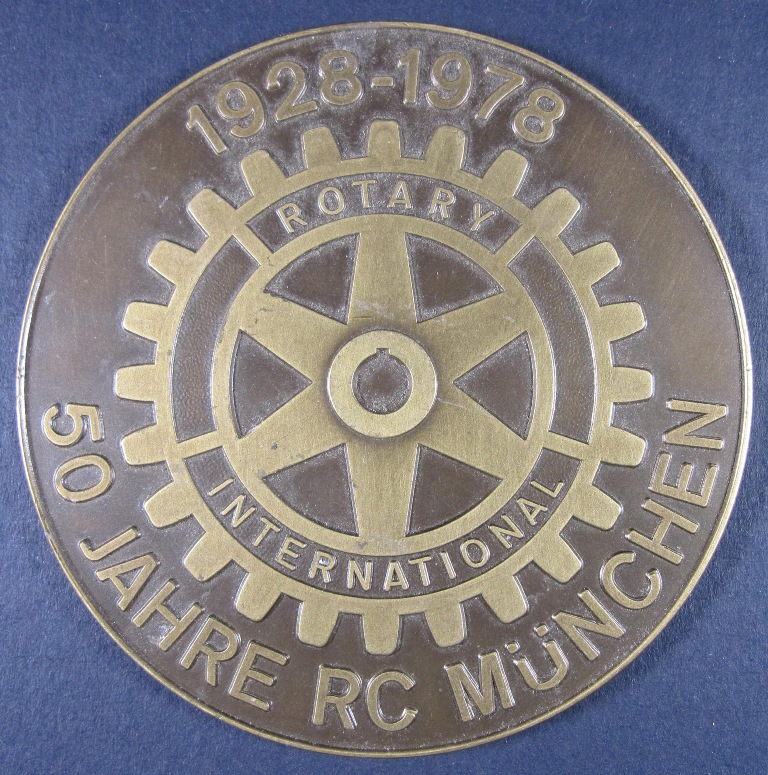 1928-1978
ROTARY
INTERNATIONAL
50 JAHRE RC MÜNCHEN